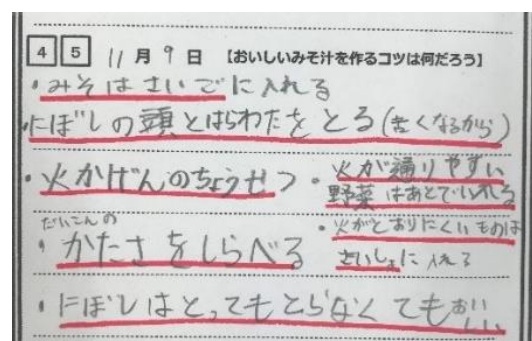 45 11月9日 【おいしいみそ汁を作るコツは何だろう】
・みそはさいごに入れる
にぼしの頭とはらわたをとる(苦くなるから)
・火かげんのちょうせつ
・火が通りやすい
野菜はあとでいれる
だいこんの
・かたさをしらべる
・火がとおりにくいものは
さいしょに入れる
・にぼしはとってもとらなくてもおいしい